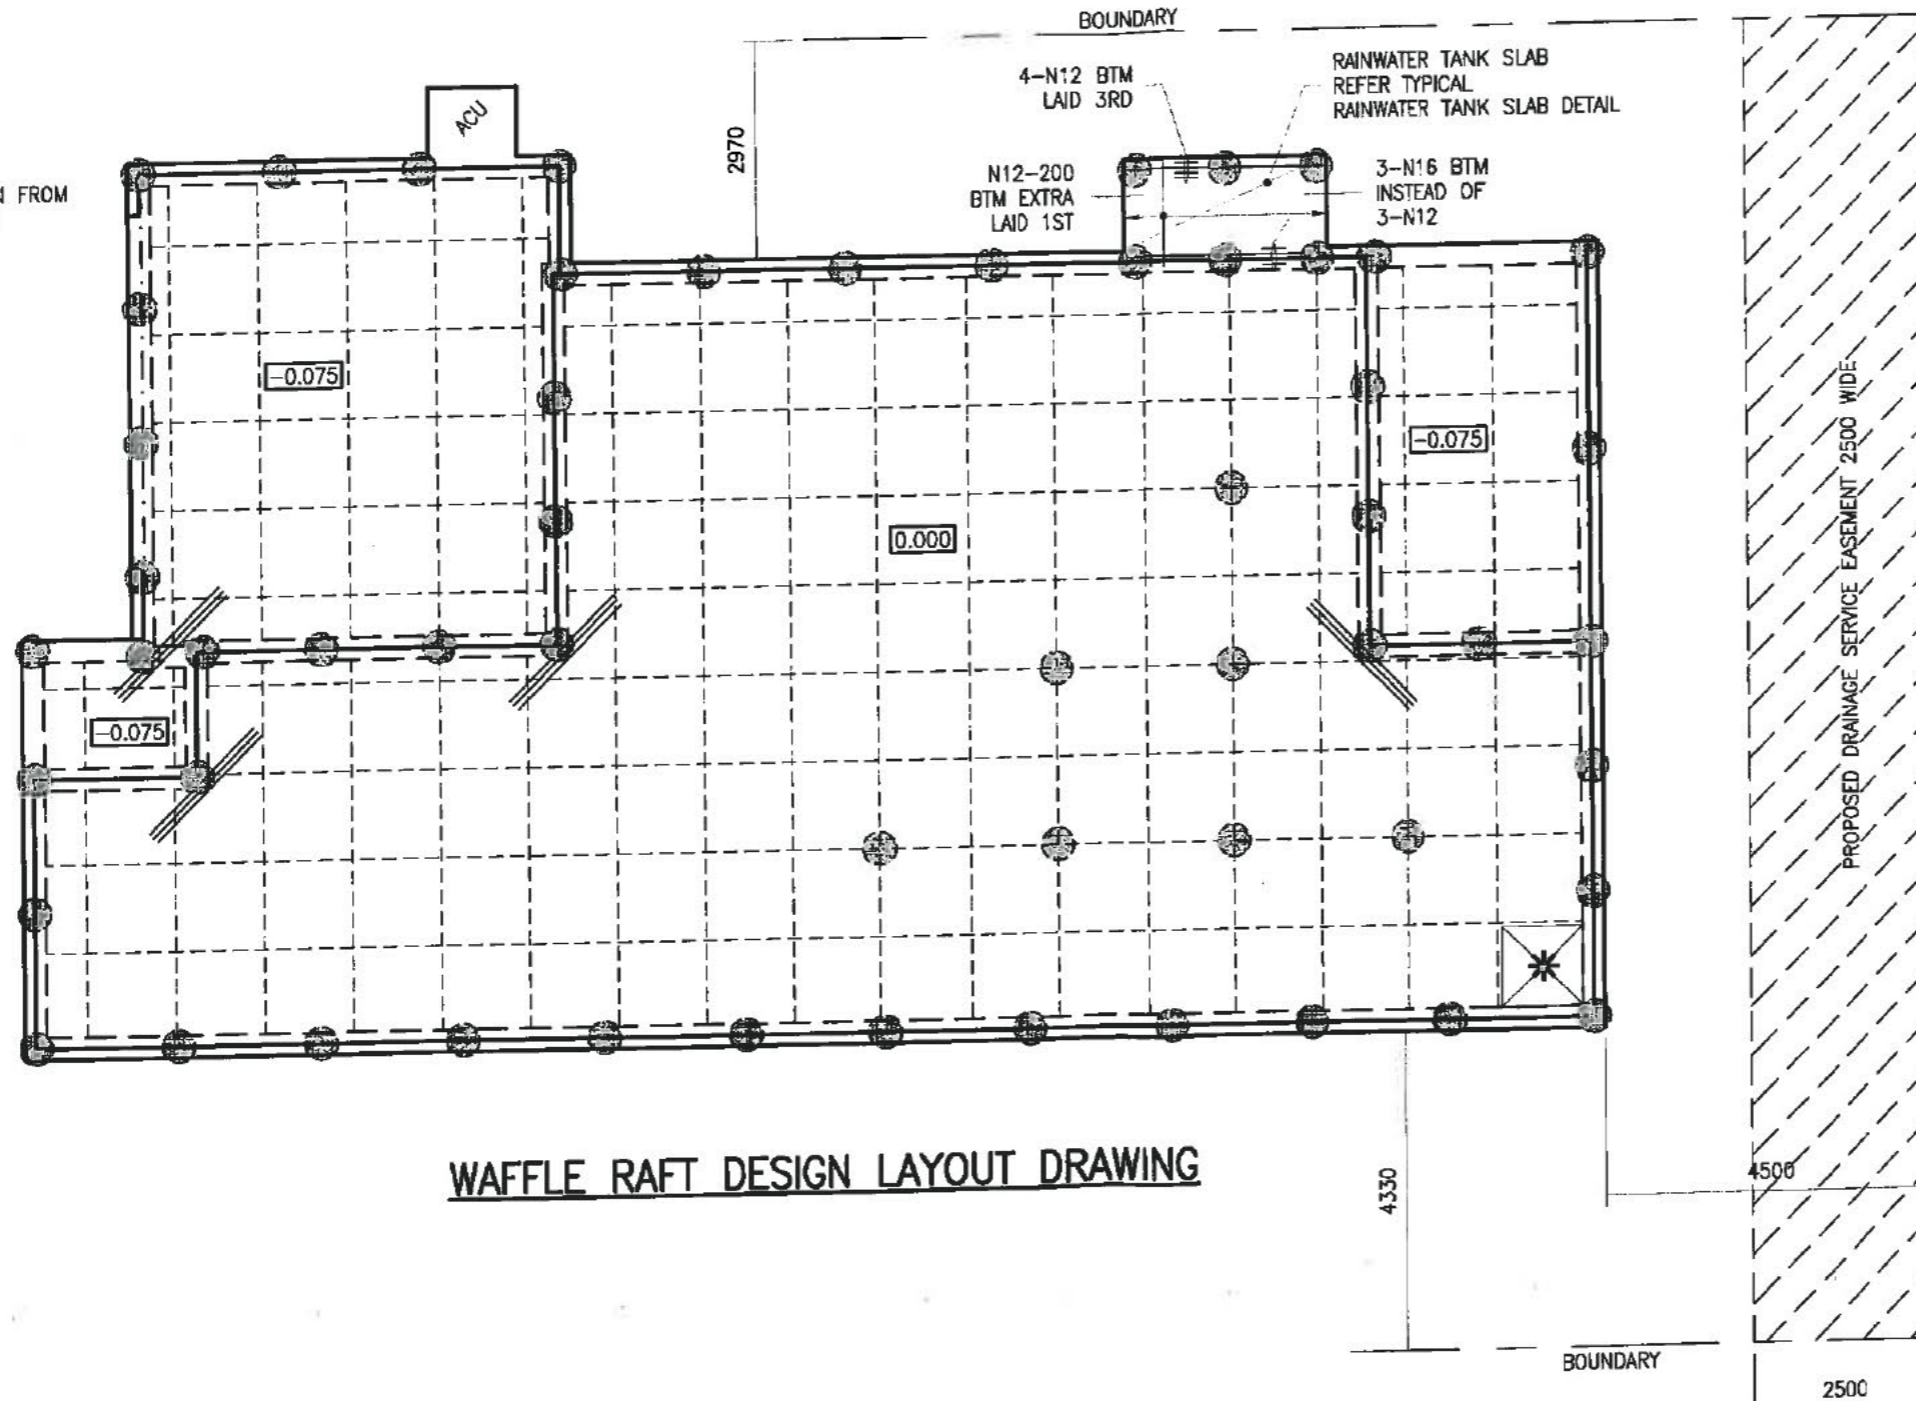 BOUNDARY
4-N12 BTM
LAID 3RD
RAINWATER TANK SLAB
REFER TYPICAL
RAINWATER TANK SLAB DETAIL
ACU
2970
FROM
N12-200
BTM EXTRA
LAID 1ST
3-N16 BTM
INSTEAD OF
3-N12
-0.075
-0.075
0.000
-0.075
PROPOSED DRAINAGE SERVICE EASEMENT 2500 WIDE
WAFFLE RAFT DESIGN LAYOUT DRAWING
4330
4500
BOUNDARY
2500